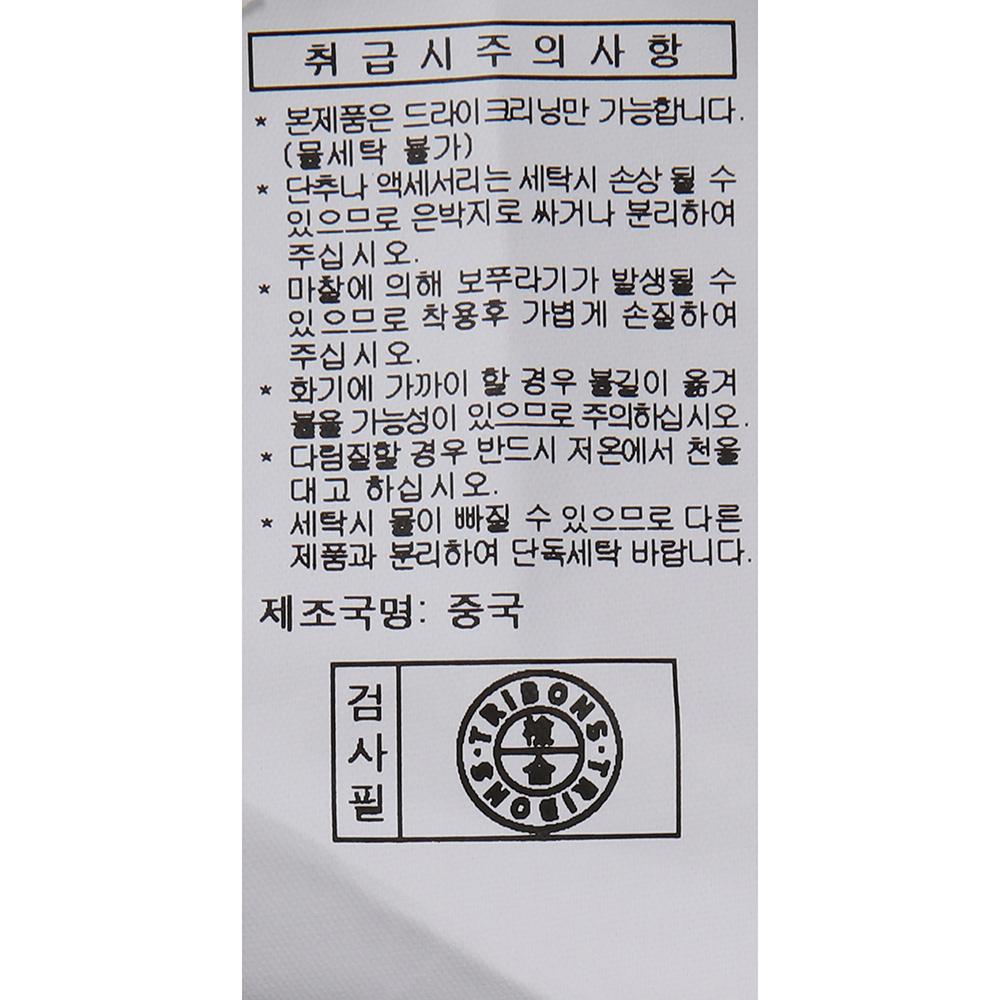 취급시주의사항
* 본제품은 드라이크리닝만 가능합니다.
(물세탁 불가)
* 단추나 액세서리는 세탁시 손상 될 수
있으므로 은박지로 싸거나 분리하여
주십시오.
* 마찰에 의해 보푸라기가 발생될 수
있으므로 착용후 가볍게 손질하여
주십시오.
* 화기에 가까이 할 경우 불길이 옮겨
붙을 가능성이 있으므로 주의하십시오.
* 다림질할 경우 반드시 저온에서 천을
대고 하십시오.
* 세탁시 물이 빠질 수 있으므로 다른
제품과 분리하여 단독세탁 바랍니다.
제조국명: 중국
검사필
TRIBONS · TRIBONS ·
檢
合